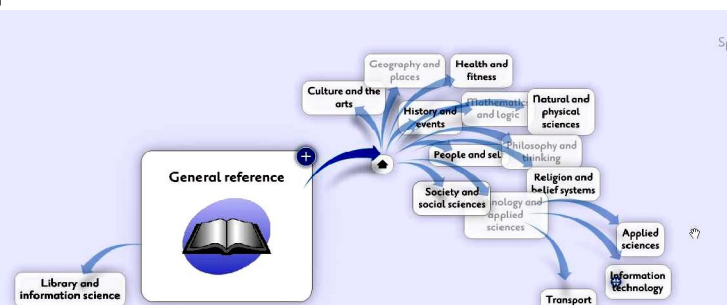 Sp
Geography and
places
Health and
fitness
Culture and the
arts
History and
events
Mathematics
and logic
Natural and
physical
sciences
People and sel
Philosophy and
thinking
General reference
Religion and
belief systems
Society and
social sciences
nology and
applied
sciences
Applied
sciences
Library and
information science
Information
technology
Transport